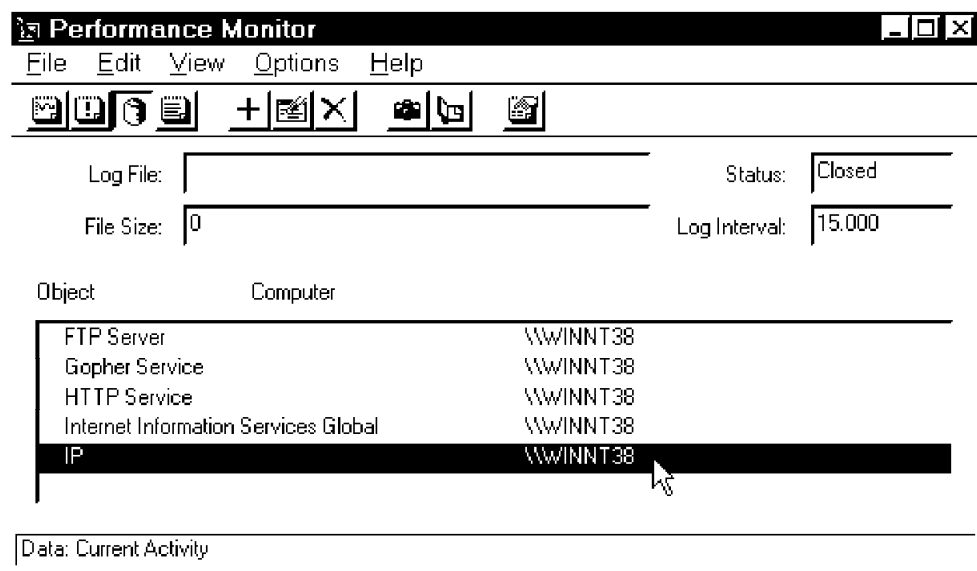 Performance Monitor
File Edit View Options Help
Log File: Status: Closed
File Size: 0 Log Interval: 15.000
Object Computer
FTP Server \\WINNT38
Gopher Service \\WINNT38
HTTP Service \\WINNT38
Internet Information Services Global \\WINNT38
IP \\WINNT38
Data: Current Activity